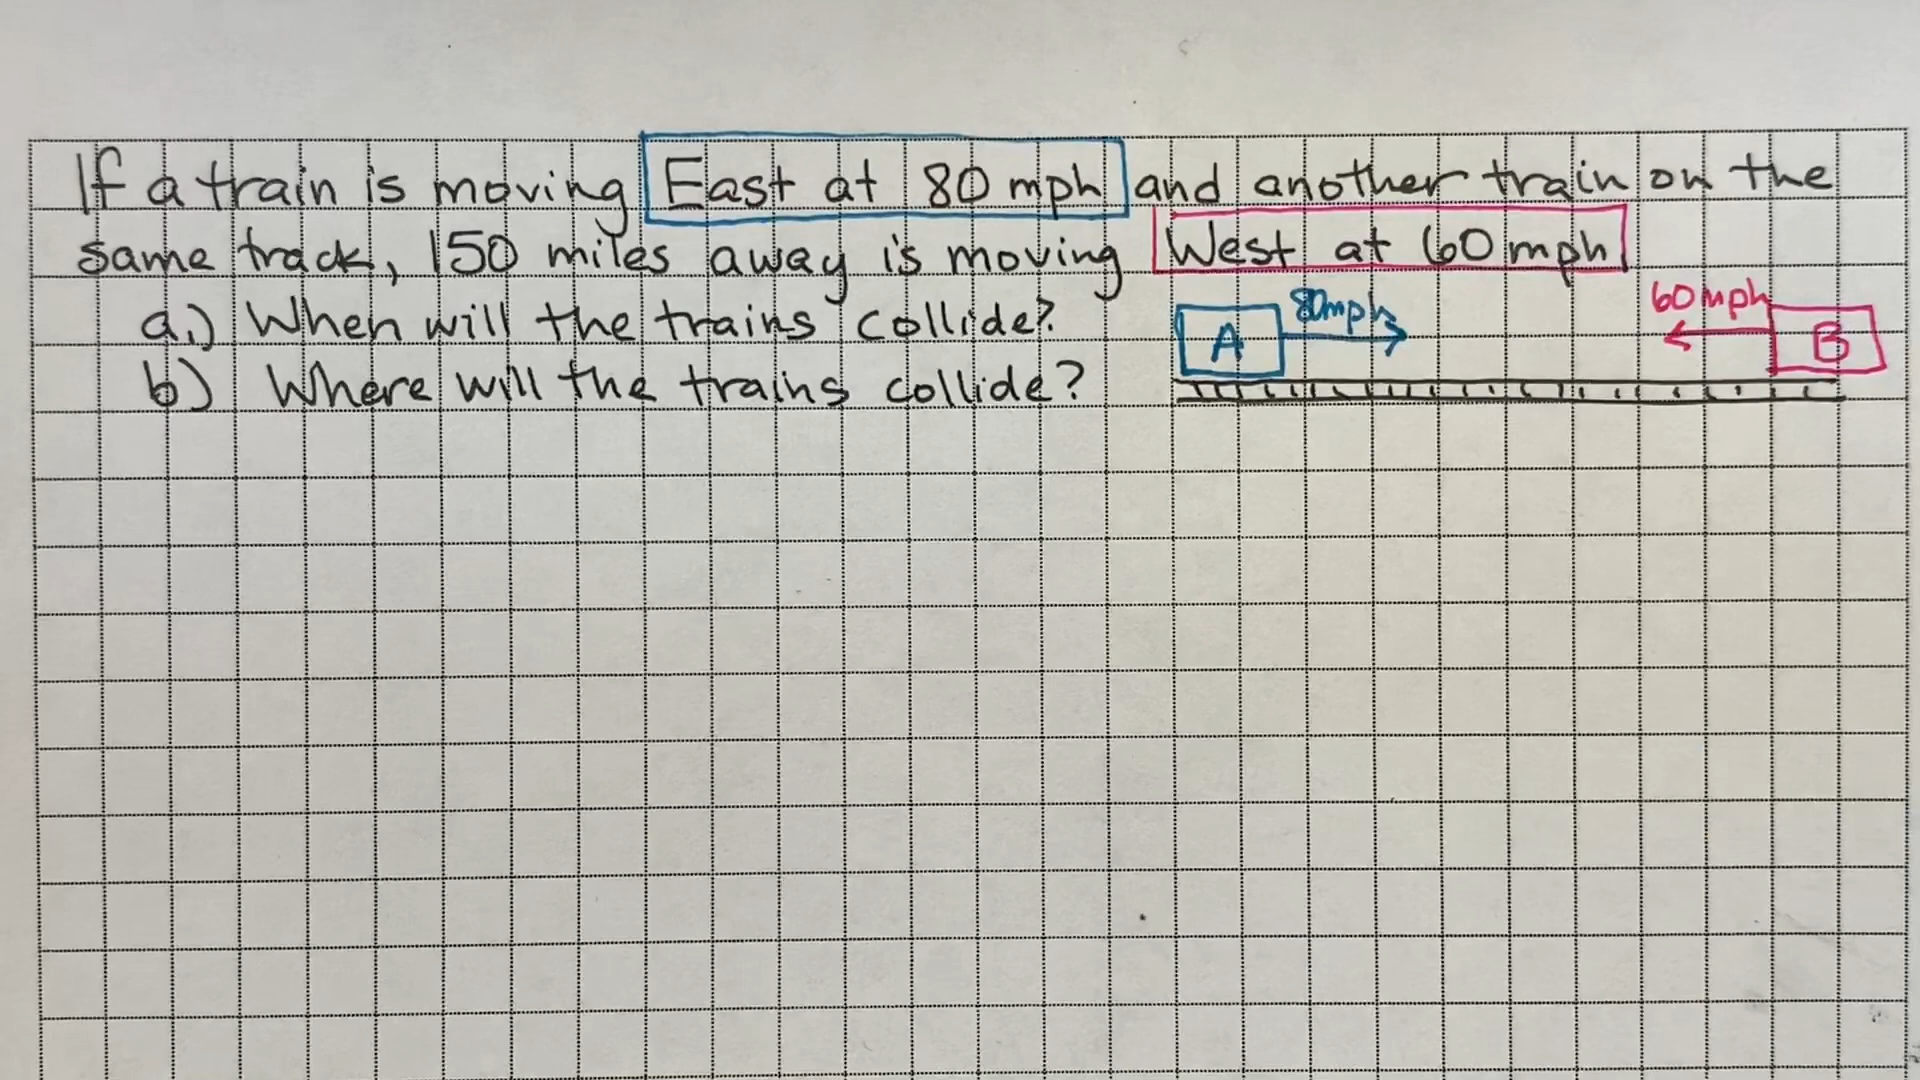 If a train is moving East at 80 mph and another train on the
same track, 150 miles away is moving West at 60 mph
a.) When will the trains collide?
b) Where will the trains collide?
80mph
60mph
A
B